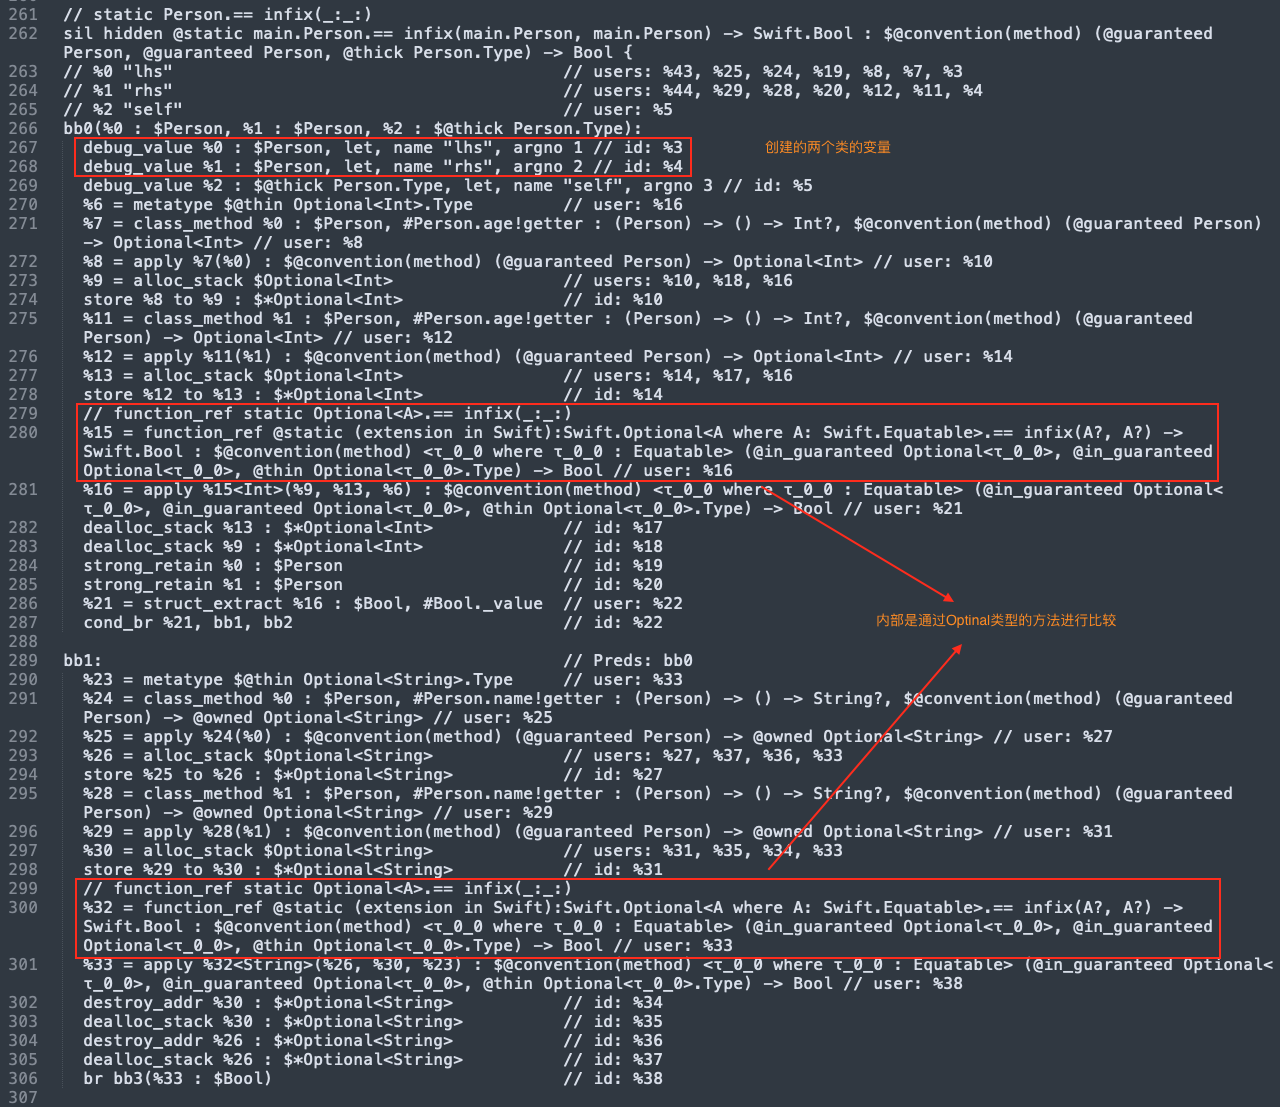 261 // static Person.== infix(_:_:)
262 sil hidden @static main.Person.== infix(main.Person, main.Person) -> Swift.Bool : $@convention(method) (@guaranteed
Person, @guaranteed Person, @thick Person.Type) -> Bool {
263 // %0 "lhs" // users: %43, %25, %24, %19, %8, %7, %3
264 // %1 "rhs" // users: %44, %29, %28, %20, %12, %11, %4
265 // %2 "self" // user: %5
266 bb0(%0 : $Person, %1 : $Person, %2 : $@thick Person.Type):
267 debug_value %0 : $Person, let, name "lhs", argno 1 // id: %3 创建的两个类的变量
268 debug_value %1 : $Person, let, name "rhs", argno 2 // id: %4
269 debug_value %2 : $@thick Person.Type, let, name "self", argno 3 // id: %5
270 %6 = metatype $@thin Optional<Int>.Type // user: %16
271 %7 = class_method %0 : $Person, #Person.age!getter : (Person) -> () -> Int?, $@convention(method) (@guaranteed Person)
-> Optional<Int> // user: %8
272 %8 = apply %7(%0) : $@convention(method) (@guaranteed Person) -> Optional<Int> // user: %10
273 %9 = alloc_stack $Optional<Int> // users: %10, %18, %16
274 store %8 to %9 : $*Optional<Int> // id: %10
275 %11 = class_method %1 : $Person, #Person.age!getter : (Person) -> () -> Int?, $@convention(method) (@guaranteed
Person) -> Optional<Int> // user: %12
276 %12 = apply %11(%1) : $@convention(method) (@guaranteed Person) -> Optional<Int> // user: %14
277 %13 = alloc_stack $Optional<Int> // users: %14, %17, %16
278 store %12 to %13 : $*Optional<Int> // id: %14
279 // function_ref static Optional<A>.== infix(_:_:)
280 %15 = function_ref @static (extension in Swift):Swift.Optional<A where A: Swift.Equatable>.== infix(A?, A?) ->
Swift.Bool : $@convention(method) <τ_0_0 where τ_0_0 : Equatable> (@in_guaranteed Optional<τ_0_0>, @in_guaranteed
Optional<τ_0_0>, @thin Optional<τ_0_0>.Type) -> Bool // user: %16
281 %16 = apply %15<Int>(%9, %13, %6) : $@convention(method) <τ_0_0 where τ_0_0 : Equatable> (@in_guaranteed Optional<
τ_0_0>, @in_guaranteed Optional<τ_0_0>, @thin Optional<τ_0_0>.Type) -> Bool // user: %21
282 dealloc_stack %13 : $*Optional<Int> // id: %17
283 dealloc_stack %9 : $*Optional<Int> // id: %18
284 strong_retain %0 : $Person // id: %19
285 strong_retain %1 : $Person // id: %20
286 %21 = struct_extract %16 : $Bool, #Bool._value // user: %22
287 cond_br %21, bb1, bb2 // id: %22
内部是通过Optinal类型的方法进行比较
288
289 bb1: // Preds: bb0
290 %23 = metatype $@thin Optional<String>.Type // user: %33
291 %24 = class_method %0 : $Person, #Person.name!getter : (Person) -> () -> String?, $@convention(method) (@guaranteed
Person) -> @owned Optional<String> // user: %25
292 %25 = apply %24(%0) : $@convention(method) (@guaranteed Person) -> @owned Optional<String> // user: %27
293 %26 = alloc_stack $Optional<String> // users: %27, %37, %36, %33
294 store %25 to %26 : $*Optional<String> // id: %27
295 %28 = class_method %1 : $Person, #Person.name!getter : (Person) -> () -> String?, $@convention(method) (@guaranteed
Person) -> @owned Optional<String> // user: %29
296 %29 = apply %28(%1) : $@convention(method) (@guaranteed Person) -> @owned Optional<String> // user: %31
297 %30 = alloc_stack $Optional<String> // users: %31, %35, %34, %33
298 store %29 to %30 : $*Optional<String> // id: %31
299 // function_ref static Optional<A>.== infix(_:_:)
300 %32 = function_ref @static (extension in Swift):Swift.Optional<A where A: Swift.Equatable>.== infix(A?, A?) ->
Swift.Bool : $@convention(method) <τ_0_0 where τ_0_0 : Equatable> (@in_guaranteed Optional<τ_0_0>, @in_guaranteed
Optional<τ_0_0>, @thin Optional<τ_0_0>.Type) -> Bool // user: %33
301 %33 = apply %32<String>(%26, %30, %23) : $@convention(method) <τ_0_0 where τ_0_0 : Equatable> (@in_guaranteed Optional<
τ_0_0>, @in_guaranteed Optional<τ_0_0>, @thin Optional<τ_0_0>.Type) -> Bool // user: %38
302 destroy_addr %30 : $*Optional<String> // id: %34
303 dealloc_stack %30 : $*Optional<String> // id: %35
304 destroy_addr %26 : $*Optional<String> // id: %36
305 dealloc_stack %26 : $*Optional<String> // id: %37
306 br bb3(%33 : $Bool) // id: %38
307